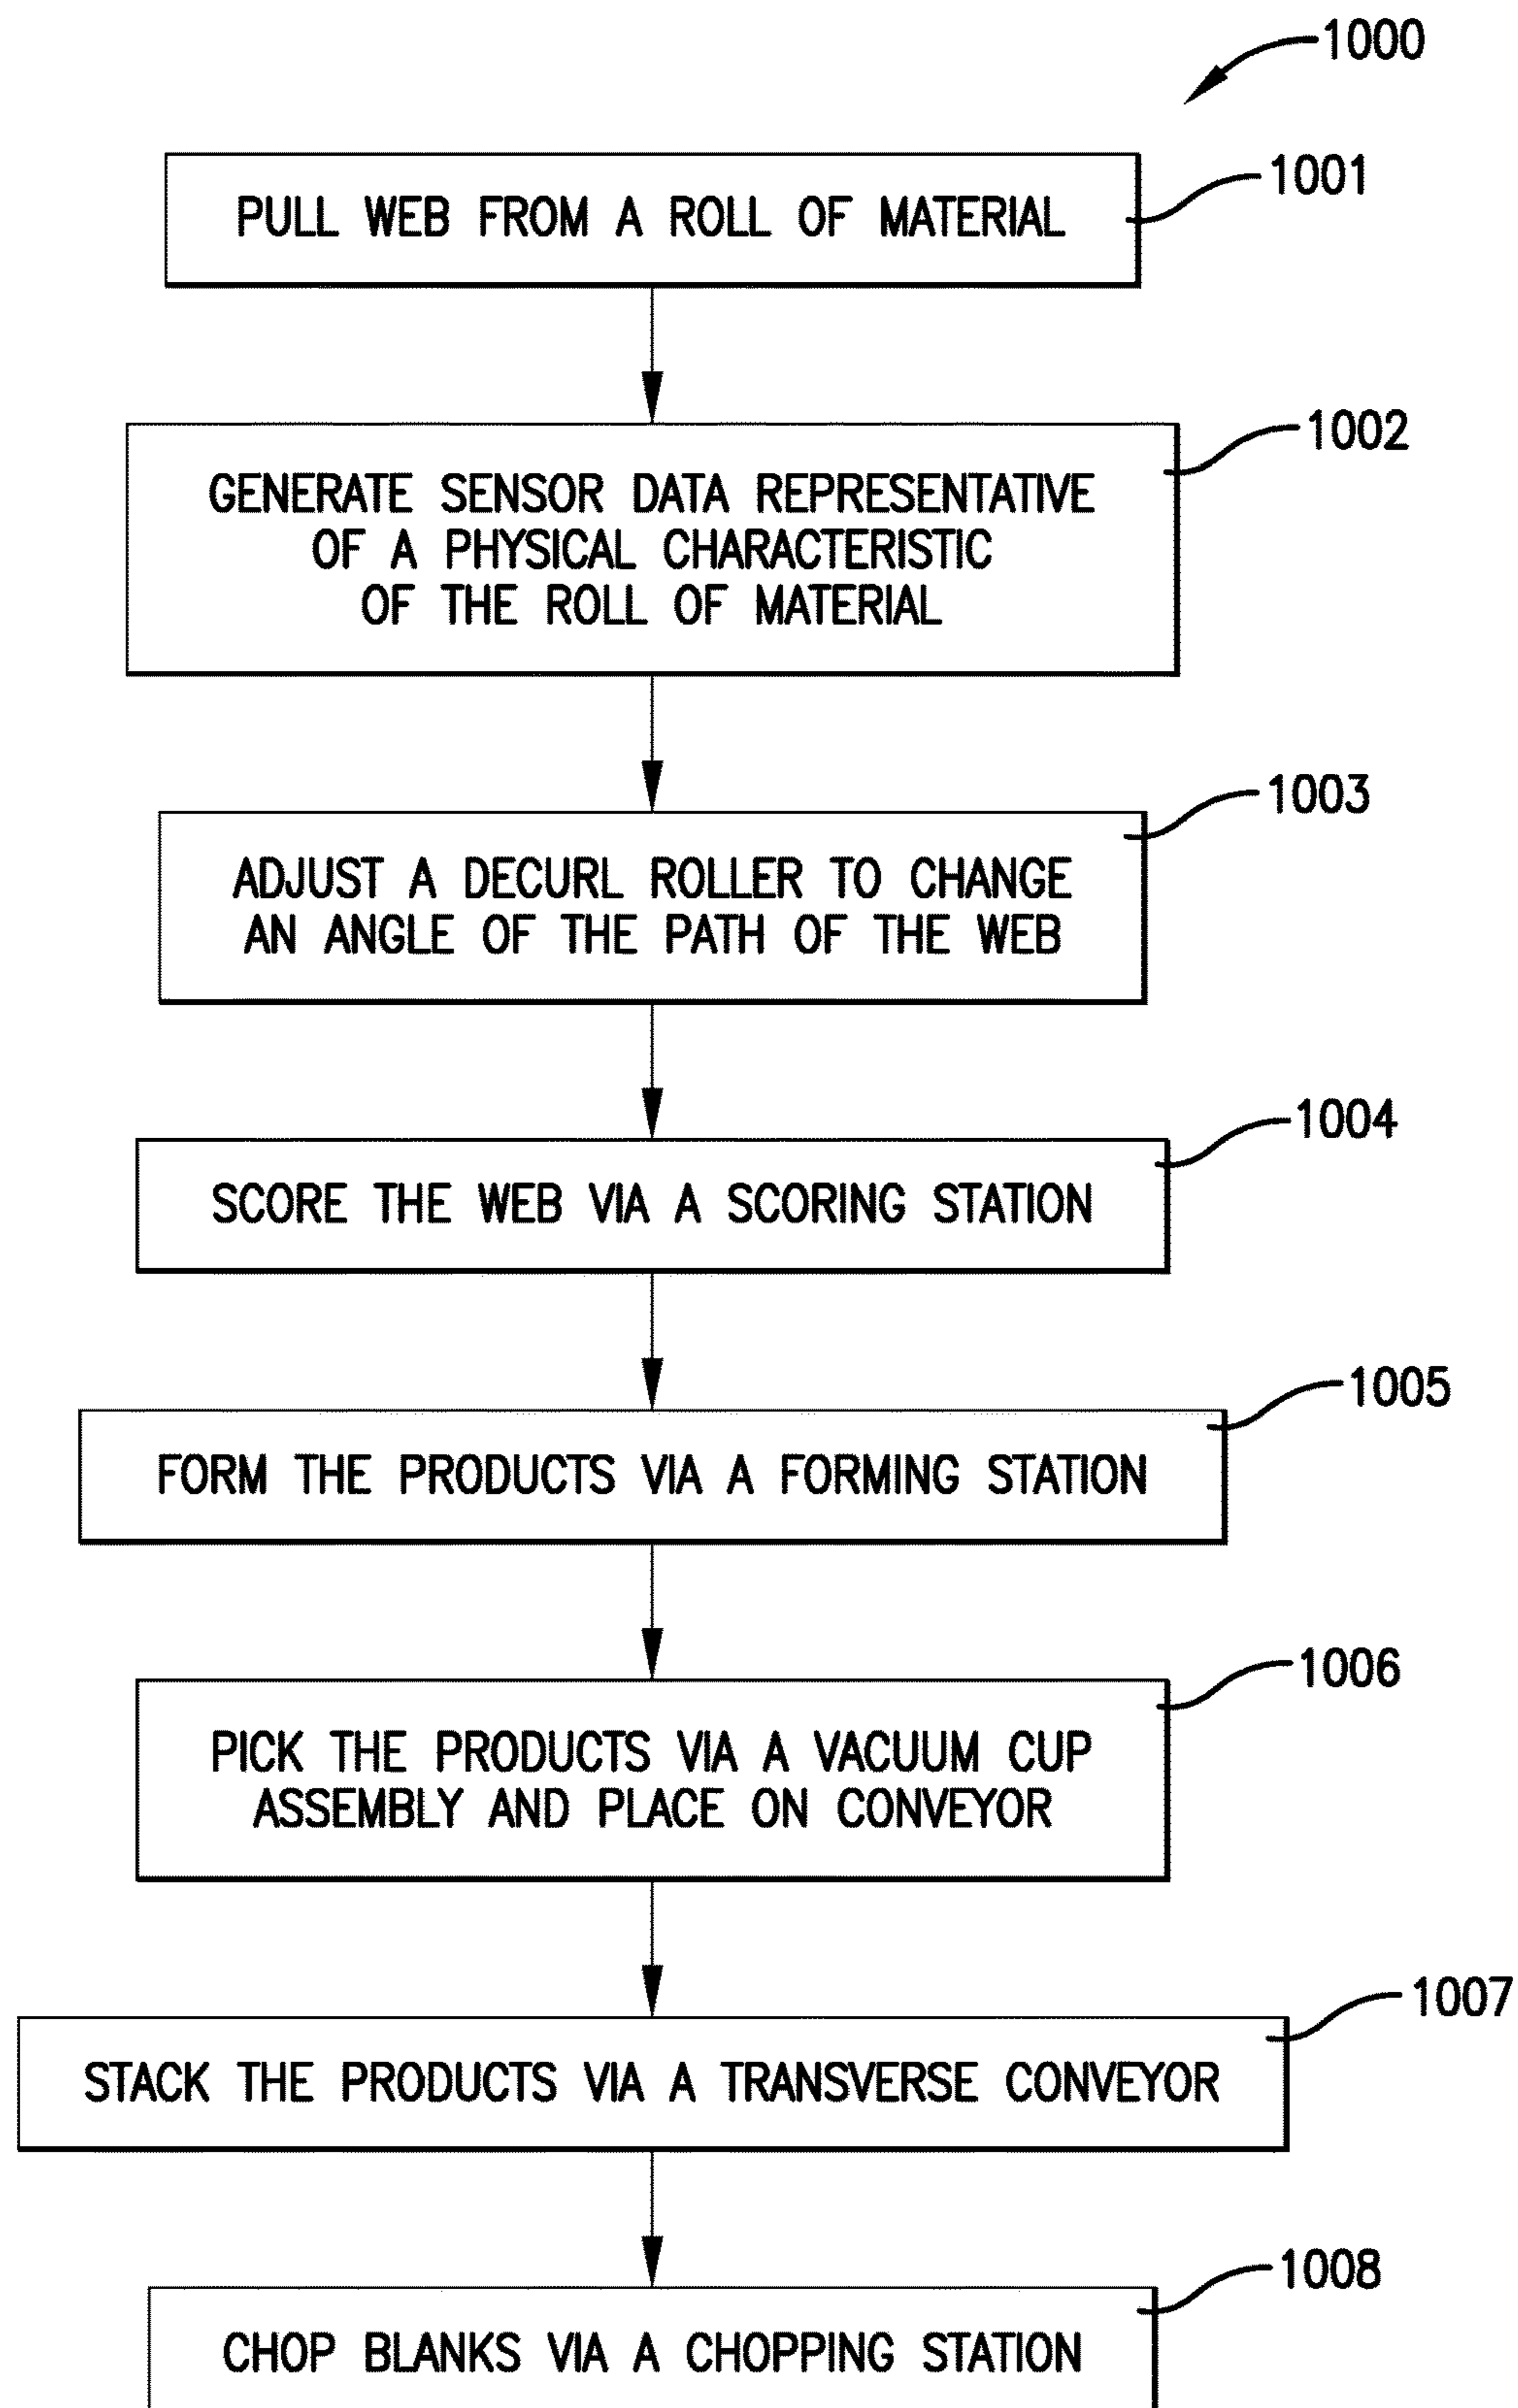 1000
PULL WEB FROM A ROLL OF MATERIAL
1001
GENERATE SENSOR DATA REPRESENTATIVE
OF A PHYSICAL CHARACTERISTIC
OF THE ROLL OF MATERIAL
1002
ADJUST A DECURL ROLLER TO CHANGE
AN ANGLE OF THE PATH OF THE WEB
1003
SCORE THE WEB VIA A SCORING STATION
1004
FORM THE PRODUCTS VIA A FORMING STATION
1005
PICK THE PRODUCTS VIA A VACUUM CUP
ASSEMBLY AND PLACE ON CONVEYOR
1006
STACK THE PRODUCTS VIA A TRANSVERSE CONVEYOR
1007
CHOP BLANKS VIA A CHOPPING STATION
1008